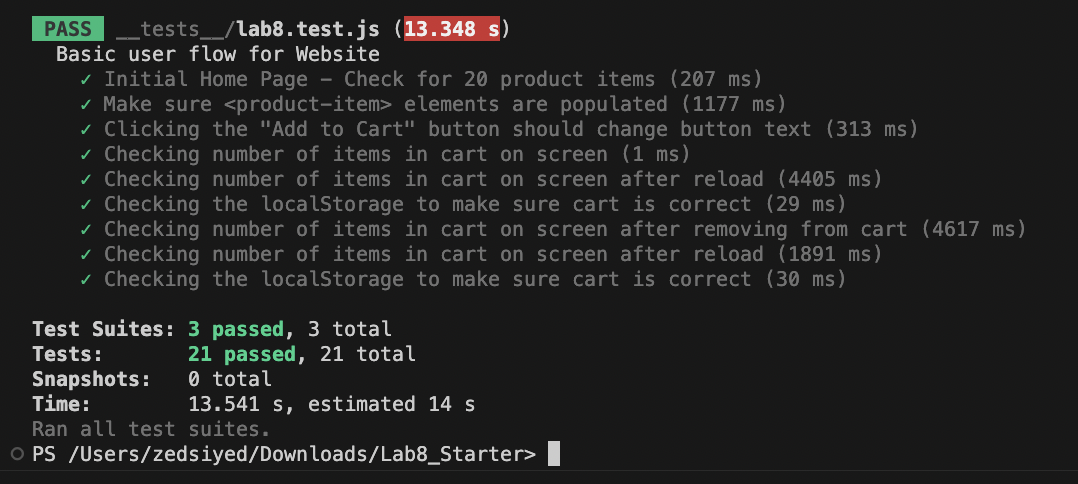 PASS __tests__/lab8.test.js (13.348 s)
Basic user flow for Website
✓ Initial Home Page – Check for 20 product items (207 ms)
✓ Make sure <product-item> elements are populated (1177 ms)
✓ Clicking the "Add to Cart" button should change button text (313 ms)
✓ Checking number of items in cart on screen (1 ms)
✓ Checking number of items in cart on screen after reload (4405 ms)
✓ Checking the localStorage to make sure cart is correct (29 ms)
✓ Checking number of items in cart on screen after removing from cart (4617 ms)
✓ Checking number of items in cart on screen after reload (1891 ms)
✓ Checking the localStorage to make sure cart is correct (30 ms)
Test Suites: 3 passed, 3 total
Tests: 21 passed, 21 total
Snapshots: 0 total
Time: 13.541 s, estimated 14 s
Ran all test suites.
PS /Users/zedsiyed/Downloads/Lab8_Starter>